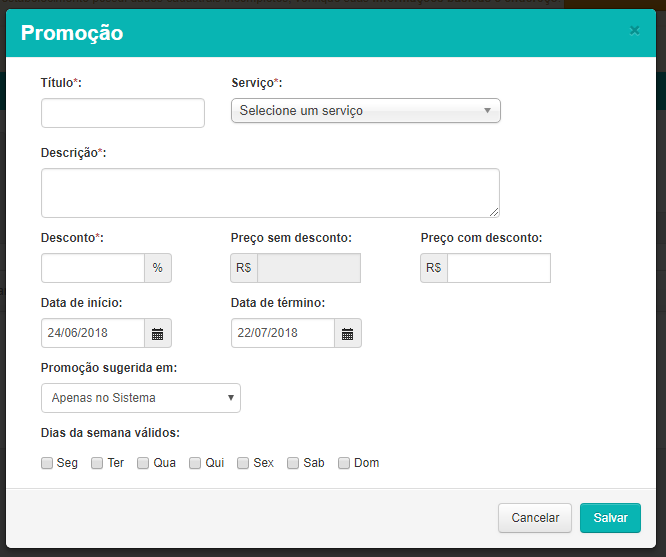 Promoção ×
Título*: Serviço*:
Selecione um serviço
Descrição*:
Desconto*: Preço sem desconto: Preço com desconto:
% R$ R$
Data de início: Data de término:
24/06/2018 22/07/2018
Promoção sugerida em:
Apenas no Sistema
Dias da semana válidos:
Seg Ter Qua Qui Sex Sab Dom
Cancelar Salvar